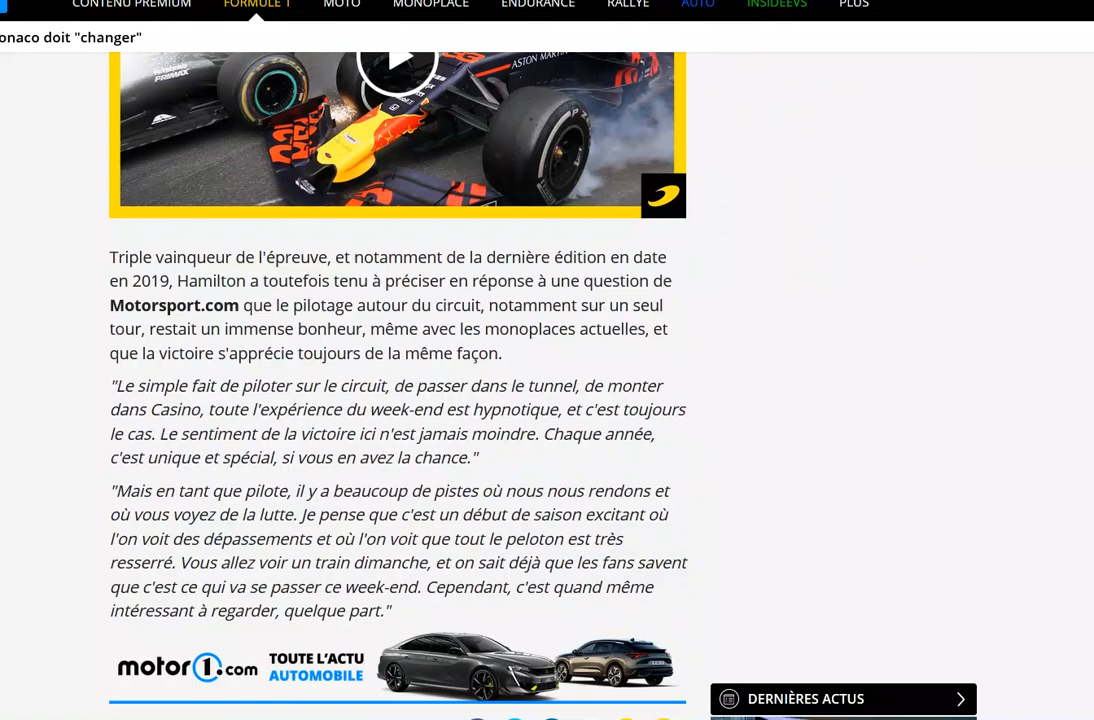 CONTENU PREMIUM FORMULE 1 MOTO MONOPLACE ENDURANCE RALLYE AUTO INSIDEEVS PLUS
onaco doit "changer"
ASTON MARTIN
Triple vainqueur de l'épreuve, et notamment de la dernière édition en date
en 2019, Hamilton a toutefois tenu à préciser en réponse à une question de
Motorsport.com que le pilotage autour du circuit, notamment sur un seul
tour, restait un immense bonheur, même avec les monoplaces actuelles, et
que la victoire s'apprécie toujours de la même façon.
"Le simple fait de piloter sur le circuit, de passer dans le tunnel, de monter
dans Casino, toute l'expérience du week-end est hypnotique, et c'est toujours
le cas. Le sentiment de la victoire ici n'est jamais moindre. Chaque année,
c'est unique et spécial, si vous en avez la chance."
"Mais en tant que pilote, il y a beaucoup de pistes où nous nous rendons et
où vous voyez de la lutte. Je pense que c'est un début de saison excitant où
l'on voit des dépassements et où l'on voit que tout le peloton est très
resserré. Vous allez voir un train dimanche, et on sait déjà que les fans savent
que c'est ce qui va se passer ce week-end. Cependant, c'est quand même
intéressant à regarder, quelque part."
motor1.com TOUTE L'ACTU
AUTOMOBILE
DERNIÈRES ACTUS